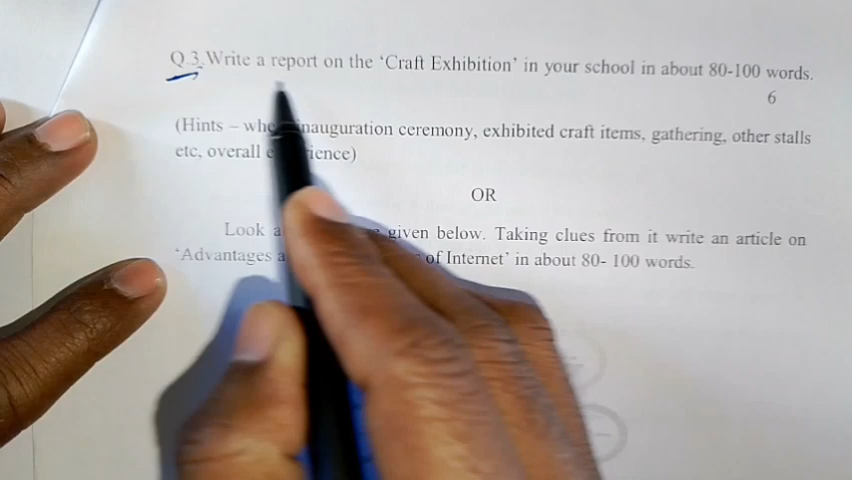 Q.3. Write a report on the ‘Craft Exhibition’ in your school in about 80-100 words.
6
(Hints – inauguration ceremony, exhibited craft items, gathering, other stalls
etc, overall
OR
Look given below. Taking clues from it write an article on
‘Advantages of Internet’ in about 80- 100 words.